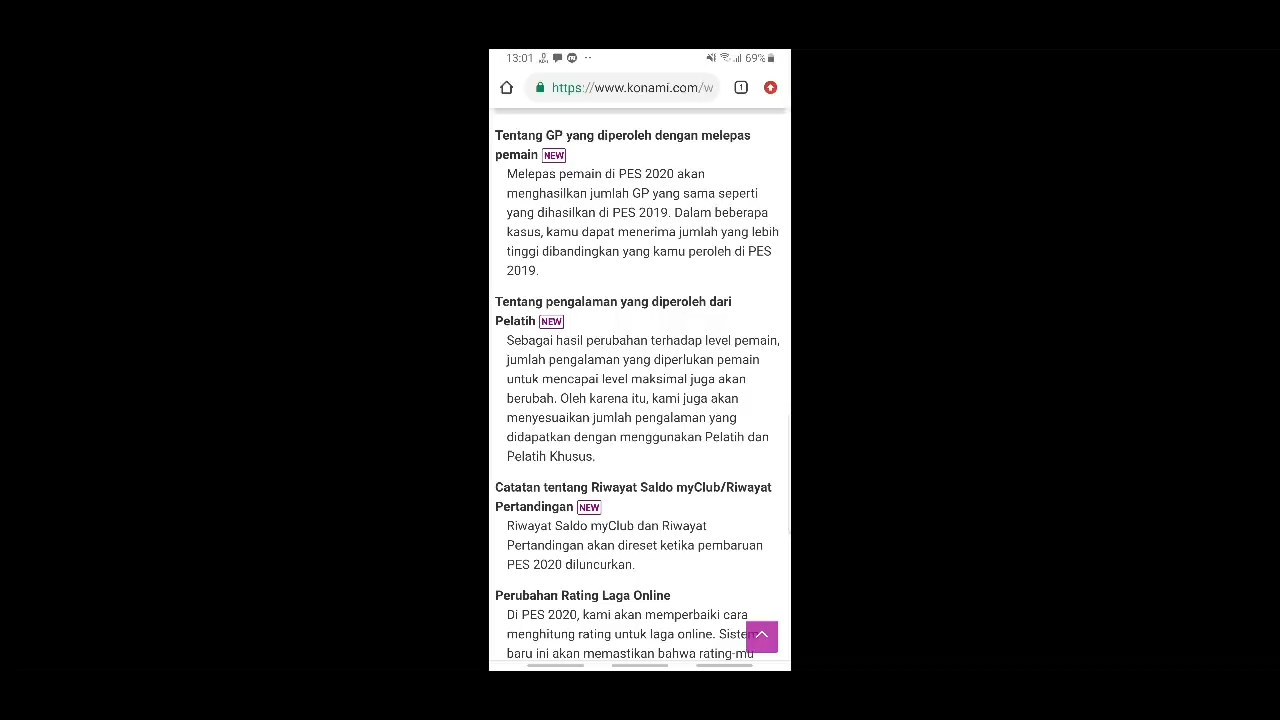 13:01 0 KB/s 69%
https://www.konami.com/w 1
Tentang GP yang diperoleh dengan melepas
pemain NEW
Melepas pemain di PES 2020 akan
menghasilkan jumlah GP yang sama seperti
yang dihasilkan di PES 2019. Dalam beberapa
kasus, kamu dapat menerima jumlah yang lebih
tinggi dibandingkan yang kamu peroleh di PES
2019.
Tentang pengalaman yang diperoleh dari
Pelatih NEW
Sebagai hasil perubahan terhadap level pemain,
jumlah pengalaman yang diperlukan pemain
untuk mencapai level maksimal juga akan
berubah. Oleh karena itu, kami juga akan
menyesuaikan jumlah pengalaman yang
didapatkan dengan menggunakan Pelatih dan
Pelatih Khusus.
Catatan tentang Riwayat Saldo myClub/Riwayat
Pertandingan NEW
Riwayat Saldo myClub dan Riwayat
Pertandingan akan direset ketika pembaruan
PES 2020 diluncurkan.
Perubahan Rating Laga Online
Di PES 2020, kami akan memperbaiki cara
menghitung rating untuk laga online. Sistem
baru ini akan memastikan bahwa rating-mu